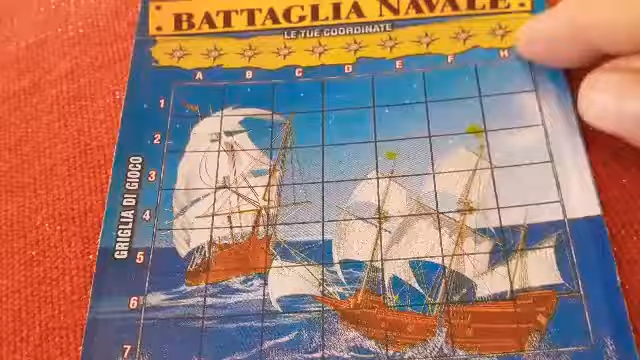 BATTAGLIA NAVALE
LE TUE COORDINATE
A B C D E F H
GRIGLIA DI GIOCO
1
2
3
4
5
6
7